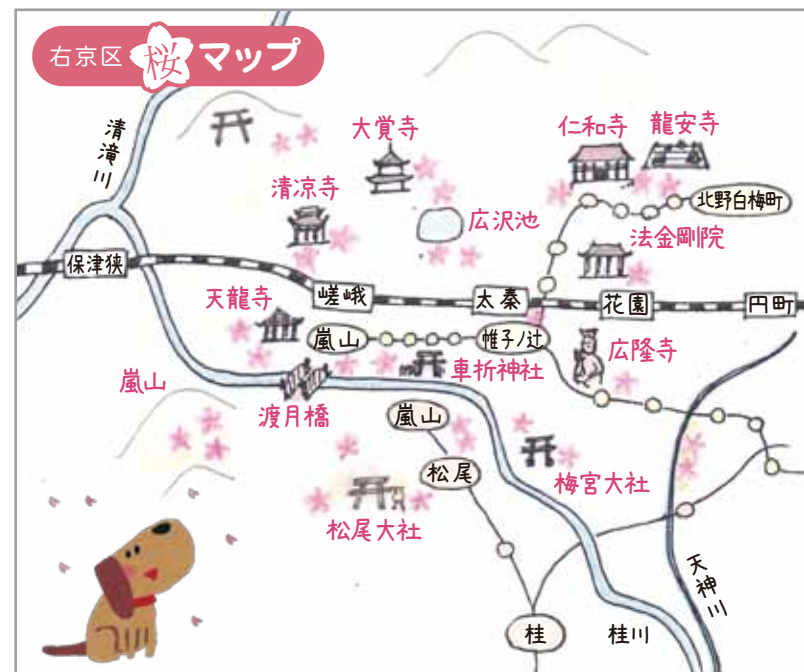 右京区 桜 マップ
清滝川
大覚寺
仁和寺
龍安寺
清凉寺
広沢池
北野白梅町
法金剛院
保津狭
嵯峨
太秦
花園
円町
天龍寺
嵐山
帷子ノ辻
車折神社
広隆寺
嵐山
渡月橋
嵐山
松尾
梅宮大社
松尾大社
天神川
桂
桂川